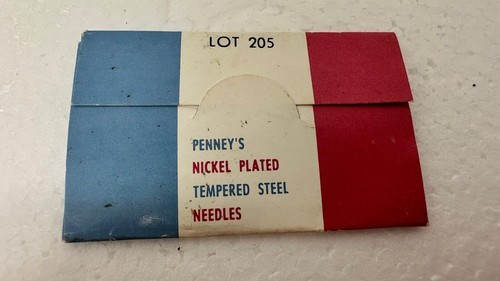 LOT 205
PENNEY'S
NICKEL PLATED
TEMPERED STEEL
NEEDLES